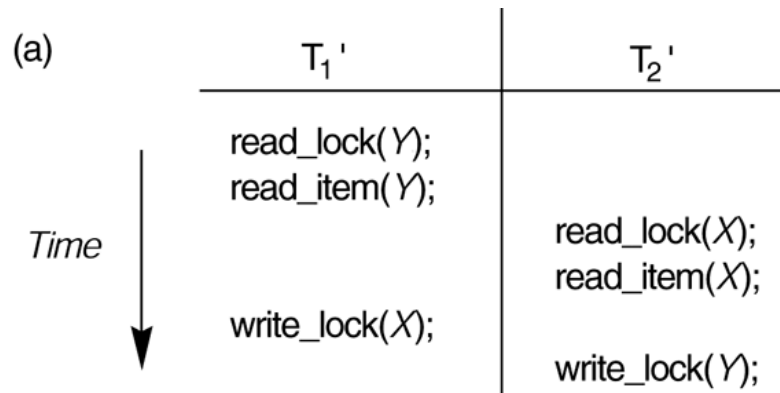 (a)
T1' T2'
read_lock(Y);
read_item(Y);
read_lock(X);
Time
read_item(X);
write_lock(X);
write_lock(Y);